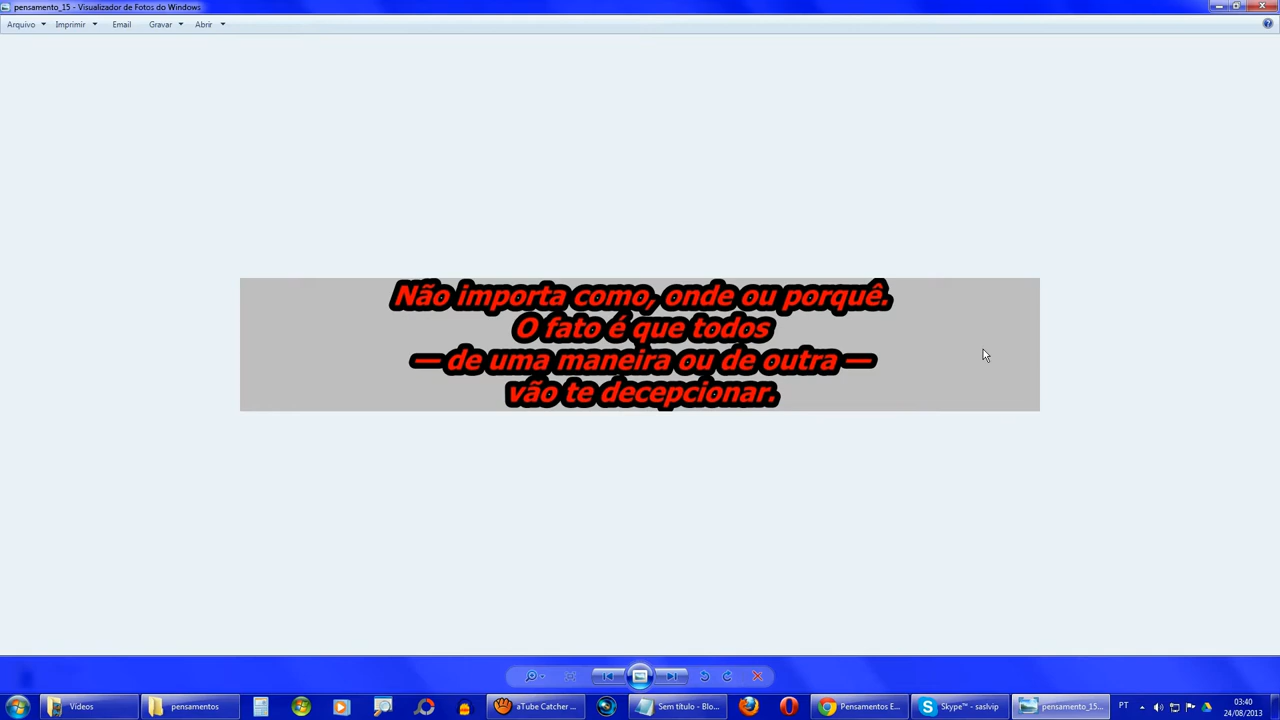 pensamento_15 - Visualizador de Fotos do Windows
Arquivo Imprimir Email Gravar Abrir
Não importa como, onde ou porquê.
O fato é que todos
— de uma maneira ou de outra —
vão te decepcionar.
Vídeos pensamentos aTube Catcher ... Sem título - Blo... Pensamentos E... Skype™ - saslvip pensamento_15... PT 03:40
24/08/2013